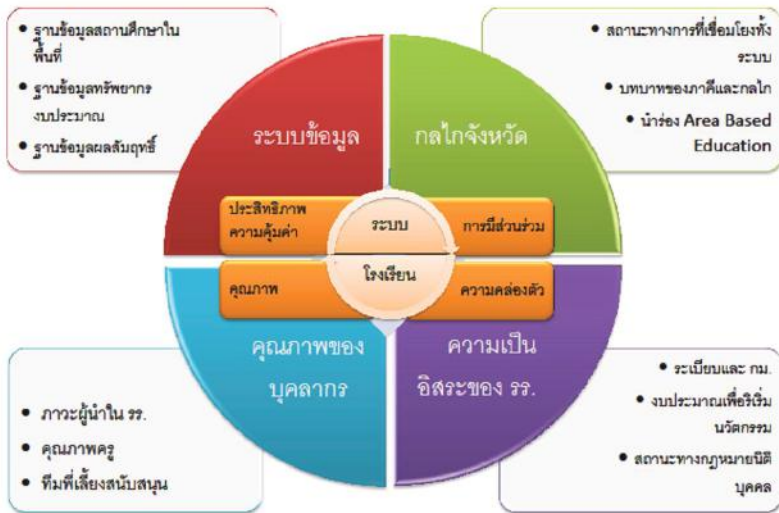 • ฐานข้อมูลสถานศึกษาใน
พื้นที่
• ฐานข้อมูลทรัพยากร
งบประมาณ
• ฐานข้อมูลผลสัมฤทธิ์
• สถานะทางการที่เชื่อมโยงทั้ง
ระบบ
• บทบาทของภาคีและกลไก
• นำร่อง Area Based
Education
ระบบข้อมูล
กลไกจังหวัด
ประสิทธิภาพ
ความคุ้มค่า
ระบบ
การมีส่วนร่วม
คุณภาพ
โรงเรียน
ความคล่องตัว
คุณภาพของ
บุคลากร
ความเป็น
อิสระของ รร.
• ภาวะผู้นำใน รร.
• คุณภาพครู
• ทีมพี่เลี้ยงสนับสนุน
• ระเบียบและ กม.
• งบประมาณเพื่อริเริ่ม
นวัตกรรม
• สถานะทางกฎหมายนิติ
บุคคล